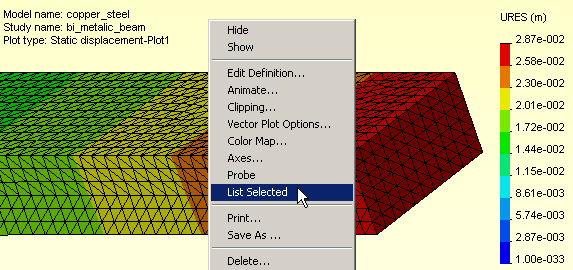 Model name: copper_steel
Study name: bi_metalic_beam
Plot type: Static displacement-Plot1
Hide
Show
Edit Definition...
Animate...
Clipping...
Vector Plot Options...
Color Map...
Axes...
Probe
List Selected
Print...
Save As ...
Delete...
URES (m)
2.87e-002
2.58e-002
2.30e-002
2.01e-002
1.72e-002
1.44e-002
1.15e-002
8.61e-003
5.74e-003
2.87e-003
1.00e-033